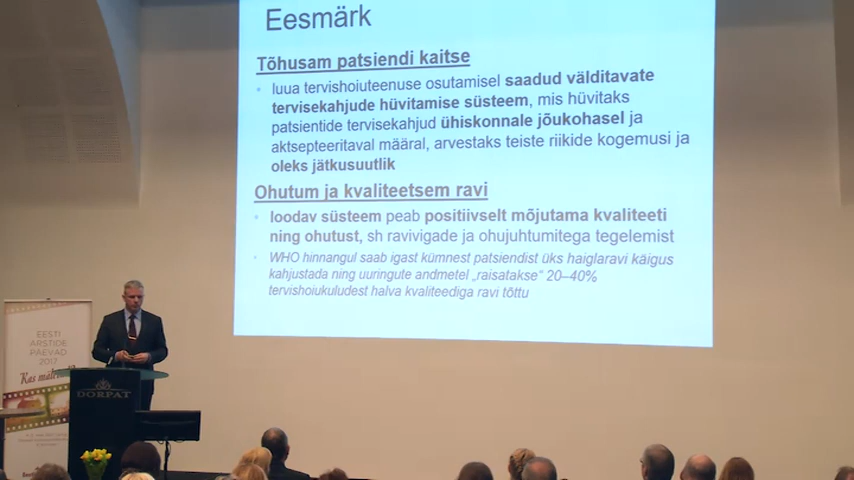 Eesmärk
Tõhusam patsiendi kaitse
• luua tervishoiuteenuse osutamisel saadud välditavate
tervisekahjude hüvitamise süsteem, mis hüvitaks
patsientide tervisekahjud ühiskonnale jõukohasel ja
aktsepteeritaval määral, arvestaks teiste riikide kogemusi ja
oleks jätkusuutlik
Ohutum ja kvaliteetsem ravi
• loodav süsteem peab positiivselt mõjutama kvaliteeti
ning ohutust, sh ravivigade ja ohujuhtumitega tegelemist
• WHO hinnangul saab igast kümnest patsiendist üks haiglaravi käigus
kahjustada ning uuringute andmetel „raisatakse“ 20–40%
tervishoiukuludest halva kvaliteediga ravi tõttu
EESTI
ARSTIDE
PÄEVAD
2017
Kas mäletad
DORPAT